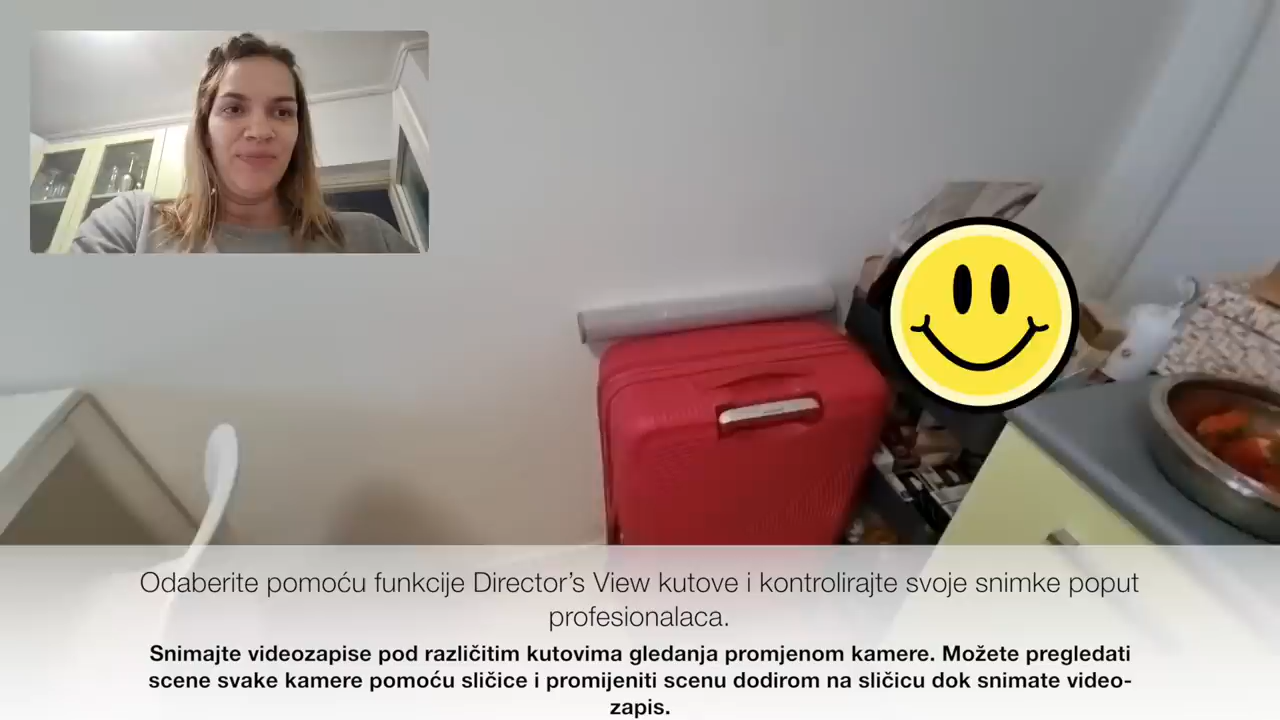 Odaberite pomoću funkcije Director’s View kutove i kontrolirajte svoje snimke poput
profesionalaca.
Snimajte videozapise pod različitim kutovima gledanja promjenom kamere. Možete pregledati
scene svake kamere pomoću sličice i promijeniti scenu dodirom na sličicu dok snimate video-
zapis.